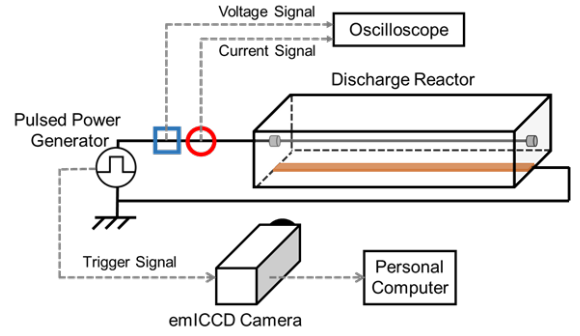 Voltage Signal
Oscilloscope
Current Signal
Discharge Reactor
Pulsed Power
Generator
Trigger Signal
Personal
Computer
emICCD Camera